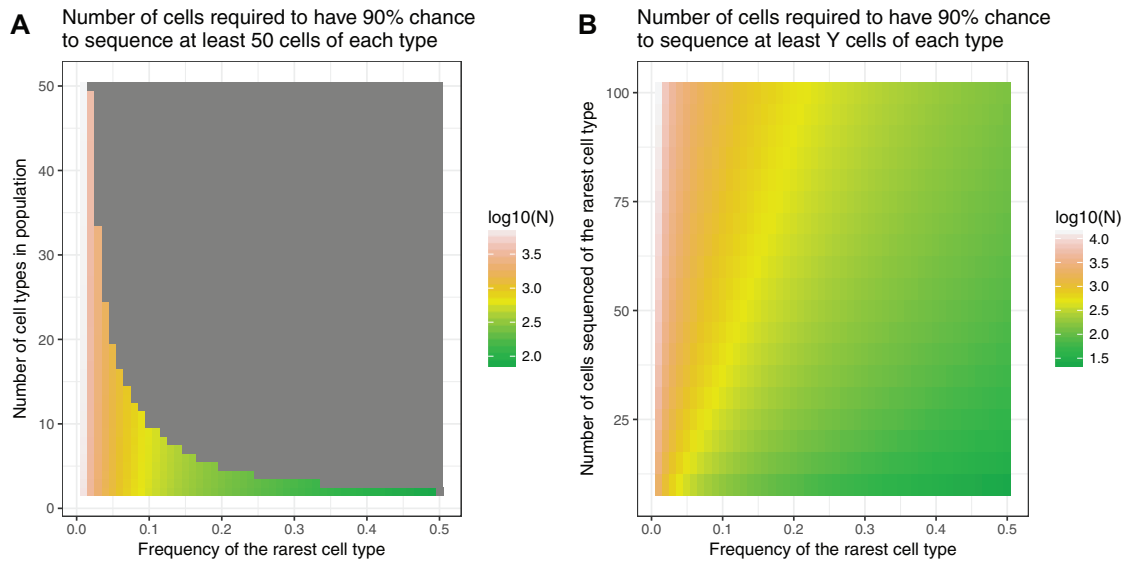 A
Number of cells required to have 90% chance
to sequence at least 50 cells of each type
Number of cell types in population
50
40
30
20
10
0
0.0
0.1
0.2
0.3
0.4
0.5
Frequency of the rarest cell type
log10(N)
3.5
3.0
2.5
2.0
B
Number of cells required to have 90% chance
to sequence at least Y cells of each type
Number of cells sequenced of the rarest cell type
100
75
50
25
0.0
0.1
0.2
0.3
0.4
0.5
Frequency of the rarest cell type
log10(N)
4.0
3.5
3.0
2.5
2.0
1.5